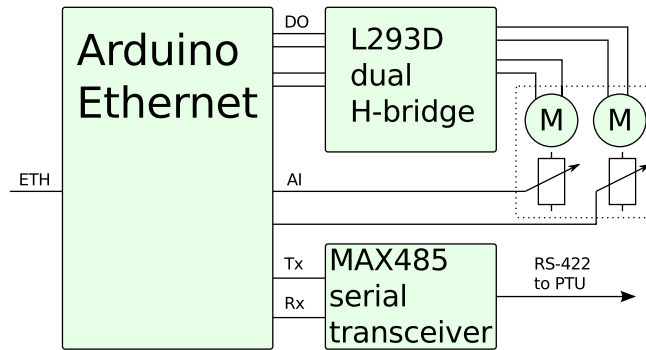 Arduino
Ethernet
DO
L293D
dual
H-bridge
M
M
ETH
AI
Tx
Rx
MAX485
serial
transceiver
RS-422
to PTU